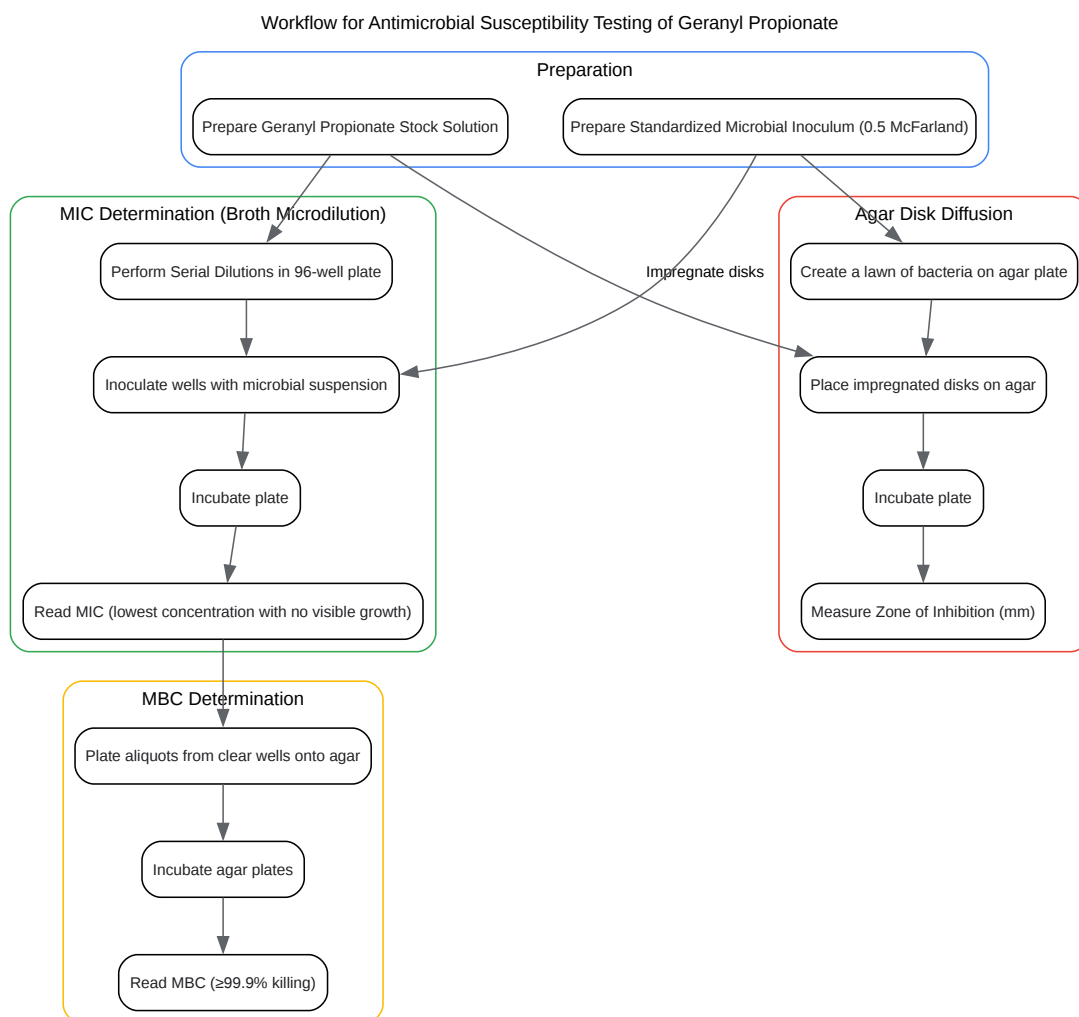 Workflow for Antimicrobial Susceptibility Testing of Geranyl Propionate
Preparation
Prepare Geranyl Propionate Stock Solution
Prepare Standardized Microbial Inoculum (0.5 McFarland)
MIC Determination (Broth Microdilution)
Perform Serial Dilutions in 96-well plate
Inoculate wells with microbial suspension
Incubate plate
Read MIC (lowest concentration with no visible growth)
Impregnate disks
Agar Disk Diffusion
Create a lawn of bacteria on agar plate
Place impregnated disks on agar
Incubate plate
Measure Zone of Inhibition (mm)
MBC Determination
Plate aliquots from clear wells onto agar
Incubate agar plates
Read MBC (≥99.9% killing)